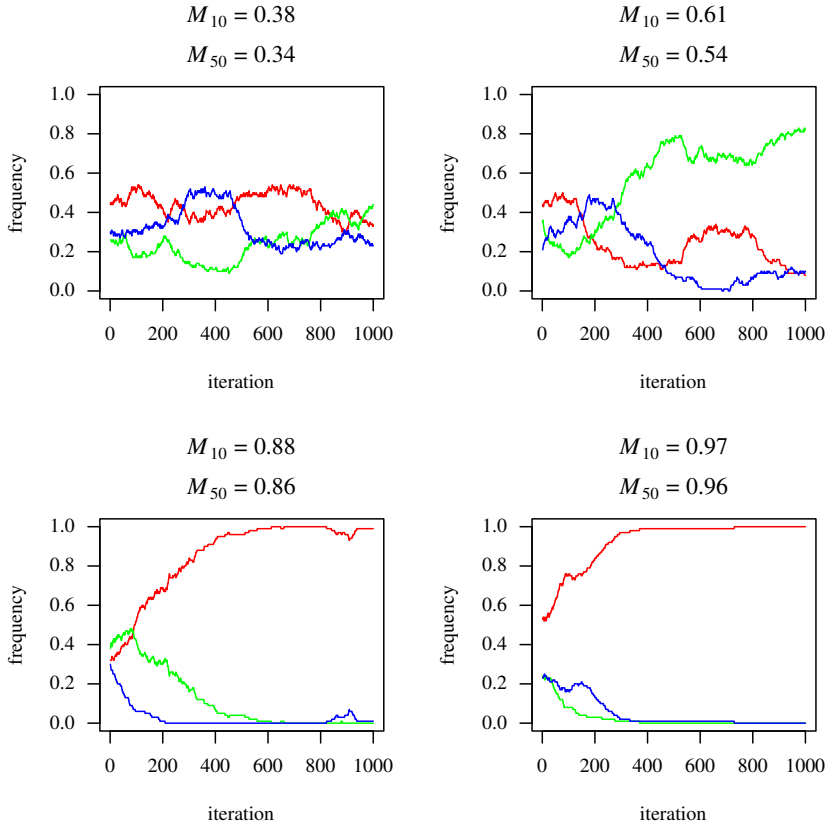 M10 = 0.38
M50 = 0.34
frequency
1.0
0.8
0.6
0.4
0.2
0.0
0 200 400 600 800 1000
iteration
M10 = 0.61
M50 = 0.54
frequency
1.0
0.8
0.6
0.4
0.2
0.0
0 200 400 600 800 1000
iteration
M10 = 0.88
M50 = 0.86
frequency
1.0
0.8
0.6
0.4
0.2
0.0
0 200 400 600 800 1000
iteration
M10 = 0.97
M50 = 0.96
frequency
1.0
0.8
0.6
0.4
0.2
0.0
0 200 400 600 800 1000
iteration